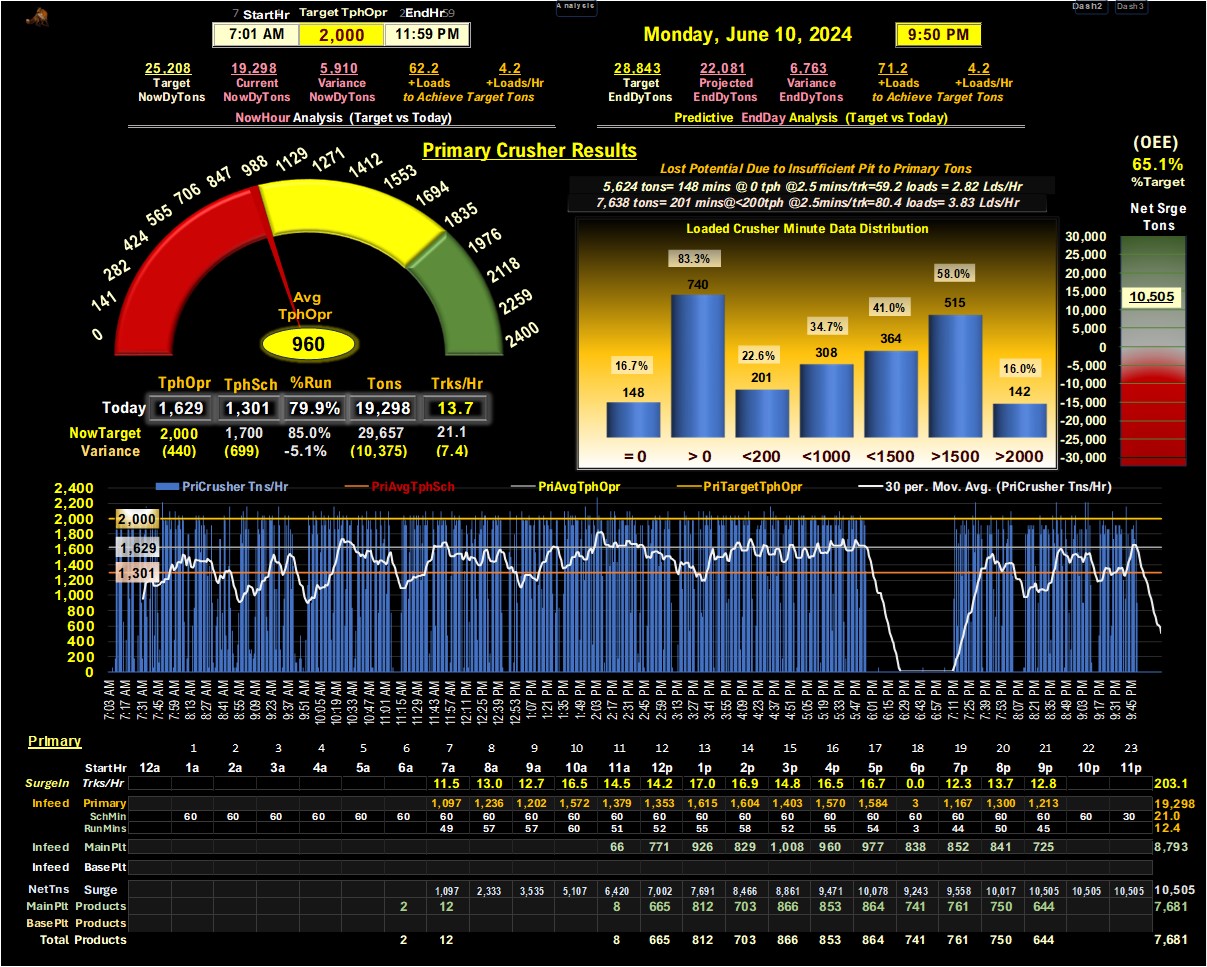 Analysis Dash2 Dash3
7 StartHr Target TphOpr 2 EndHr 59
7:01 AM 2,000 11:59 PM Monday, June 10, 2024 9:50 PM
25,208 19,298 5,910 62.2 4.2 28,843 22,081 6,763 71.2 4.2
Target Current Variance +Loads +Loads/Hr Target Projected Variance +Loads +Loads/Hr
NowDyTons NowDyTons NowDyTons to Achieve Target Tons EndDyTons EndDyTons EndDyTons to Achieve Target Tons
NowHour Analysis (Target vs Today) Predictive EndDay Analysis (Target vs Today)
Primary Crusher Results
(OEE)
65.1%
%Target
Lost Potential Due to Insufficient Pit to Primary Tons
5,624 tons= 148 mins @ 0 tph @2.5 mins/trk=59.2 loads = 2.82 Lds/Hr
7,638 tons= 201 mins@<200tph @2.5mins/trk=80.4 loads= 3.83 Lds/Hr
0 141 282 424 565 706 847 988 1129 1271 1412 1553 1694 1835 1976 2118 2259 2400
Avg
TphOpr
960
Loaded Crusher Minute Data Distribution
16.7% 83.3% 22.6% 34.7% 41.0% 58.0% 16.0%
148 740 201 308 364 515 142
= 0 > 0 <200 <1000 <1500 >1500 >2000
Net Srge
Tons
30,000
25,000
20,000
15,000
10,505
10,000
5,000
0
-5,000
-10,000
-15,000
-20,000
-25,000
-30,000
TphOpr TphSch %Run Tons Trks/Hr
Today 1,629 1,301 79.9% 19,298 13.7
NowTarget 2,000 1,700 85.0% 29,657 21.1
Variance (440) (699) -5.1% (10,375) (7.4)
PriCrusher Tns/Hr PriAvgTphSch PriAvgTphOpr PriTargetTphOpr 30 per. Mov. Avg. (PriCrusher Tns/Hr)
2,400
2,200
2,000 2,000
1,800
1,600 1,629
1,400
1,200 1,301
1,000
800
600
400
200
0
7:03 AM 7:17 AM 7:31 AM 7:45 AM 7:59 AM 8:13 AM 8:27 AM 8:41 AM 8:55 AM 9:09 AM 9:23 AM 9:37 AM 9:51 AM 10:05 AM 10:19 AM 10:33 AM 10:47 AM 11:01 AM 11:15 AM 11:29 AM 11:43 AM 11:57 AM 12:11 PM 12:25 PM 12:39 PM 12:53 PM 1:07 PM 1:21 PM 1:35 PM 1:49 PM 2:03 PM 2:17 PM 2:31 PM 2:45 PM 2:59 PM 3:13 PM 3:27 PM 3:41 PM 3:55 PM 4:09 PM 4:23 PM 4:37 PM 4:51 PM 5:05 PM 5:19 PM 5:33 PM 5:47 PM 6:01 PM 6:15 PM 6:29 PM 6:43 PM 6:57 PM 7:11 PM 7:25 PM 7:39 PM 7:53 PM 8:07 PM 8:21 PM 8:35 PM 8:49 PM 9:03 PM 9:17 PM 9:31 PM 9:45 PM
Primary
1 2 3 4 5 6 7 8 9 10 11 12 13 14 15 16 17 18 19 20 21 22 23
StartHr 12a 1a 2a 3a 4a 5a 6a 7a 8a 9a 10a 11a 12p 1p 2p 3p 4p 5p 6p 7p 8p 9p 10p 11p
SurgeIn Trks/Hr 11.5 13.0 12.7 16.5 14.5 14.2 17.0 16.9 14.8 16.5 16.7 0.0 12.3 13.7 12.8 203.1
Infeed Primary 1,097 1,236 1,202 1,572 1,379 1,353 1,615 1,604 1,403 1,570 1,584 3 1,167 1,300 1,213 19,298
SchMin 60 60 60 60 60 60 60 60 60 60 60 60 60 60 60 60 60 60 60 60 60 60 30 21.0
RunMins 49 57 57 60 51 52 55 58 52 55 54 3 44 50 45 12.4
Infeed MainPlt 66 771 926 829 1,008 960 977 838 852 841 725 8,793
Infeed BasePlt
NetTns Surge 1,097 2,333 3,535 5,107 6,420 7,002 7,691 8,466 8,861 9,471 10,078 9,243 9,558 10,017 10,505 10,505 10,505 10,505
MainPlt Products 2 12 8 665 812 703 866 853 864 741 761 750 644 7,681
BasePlt Products
Total Products 2 12 8 665 812 703 866 853 864 741 761 750 644 7,681